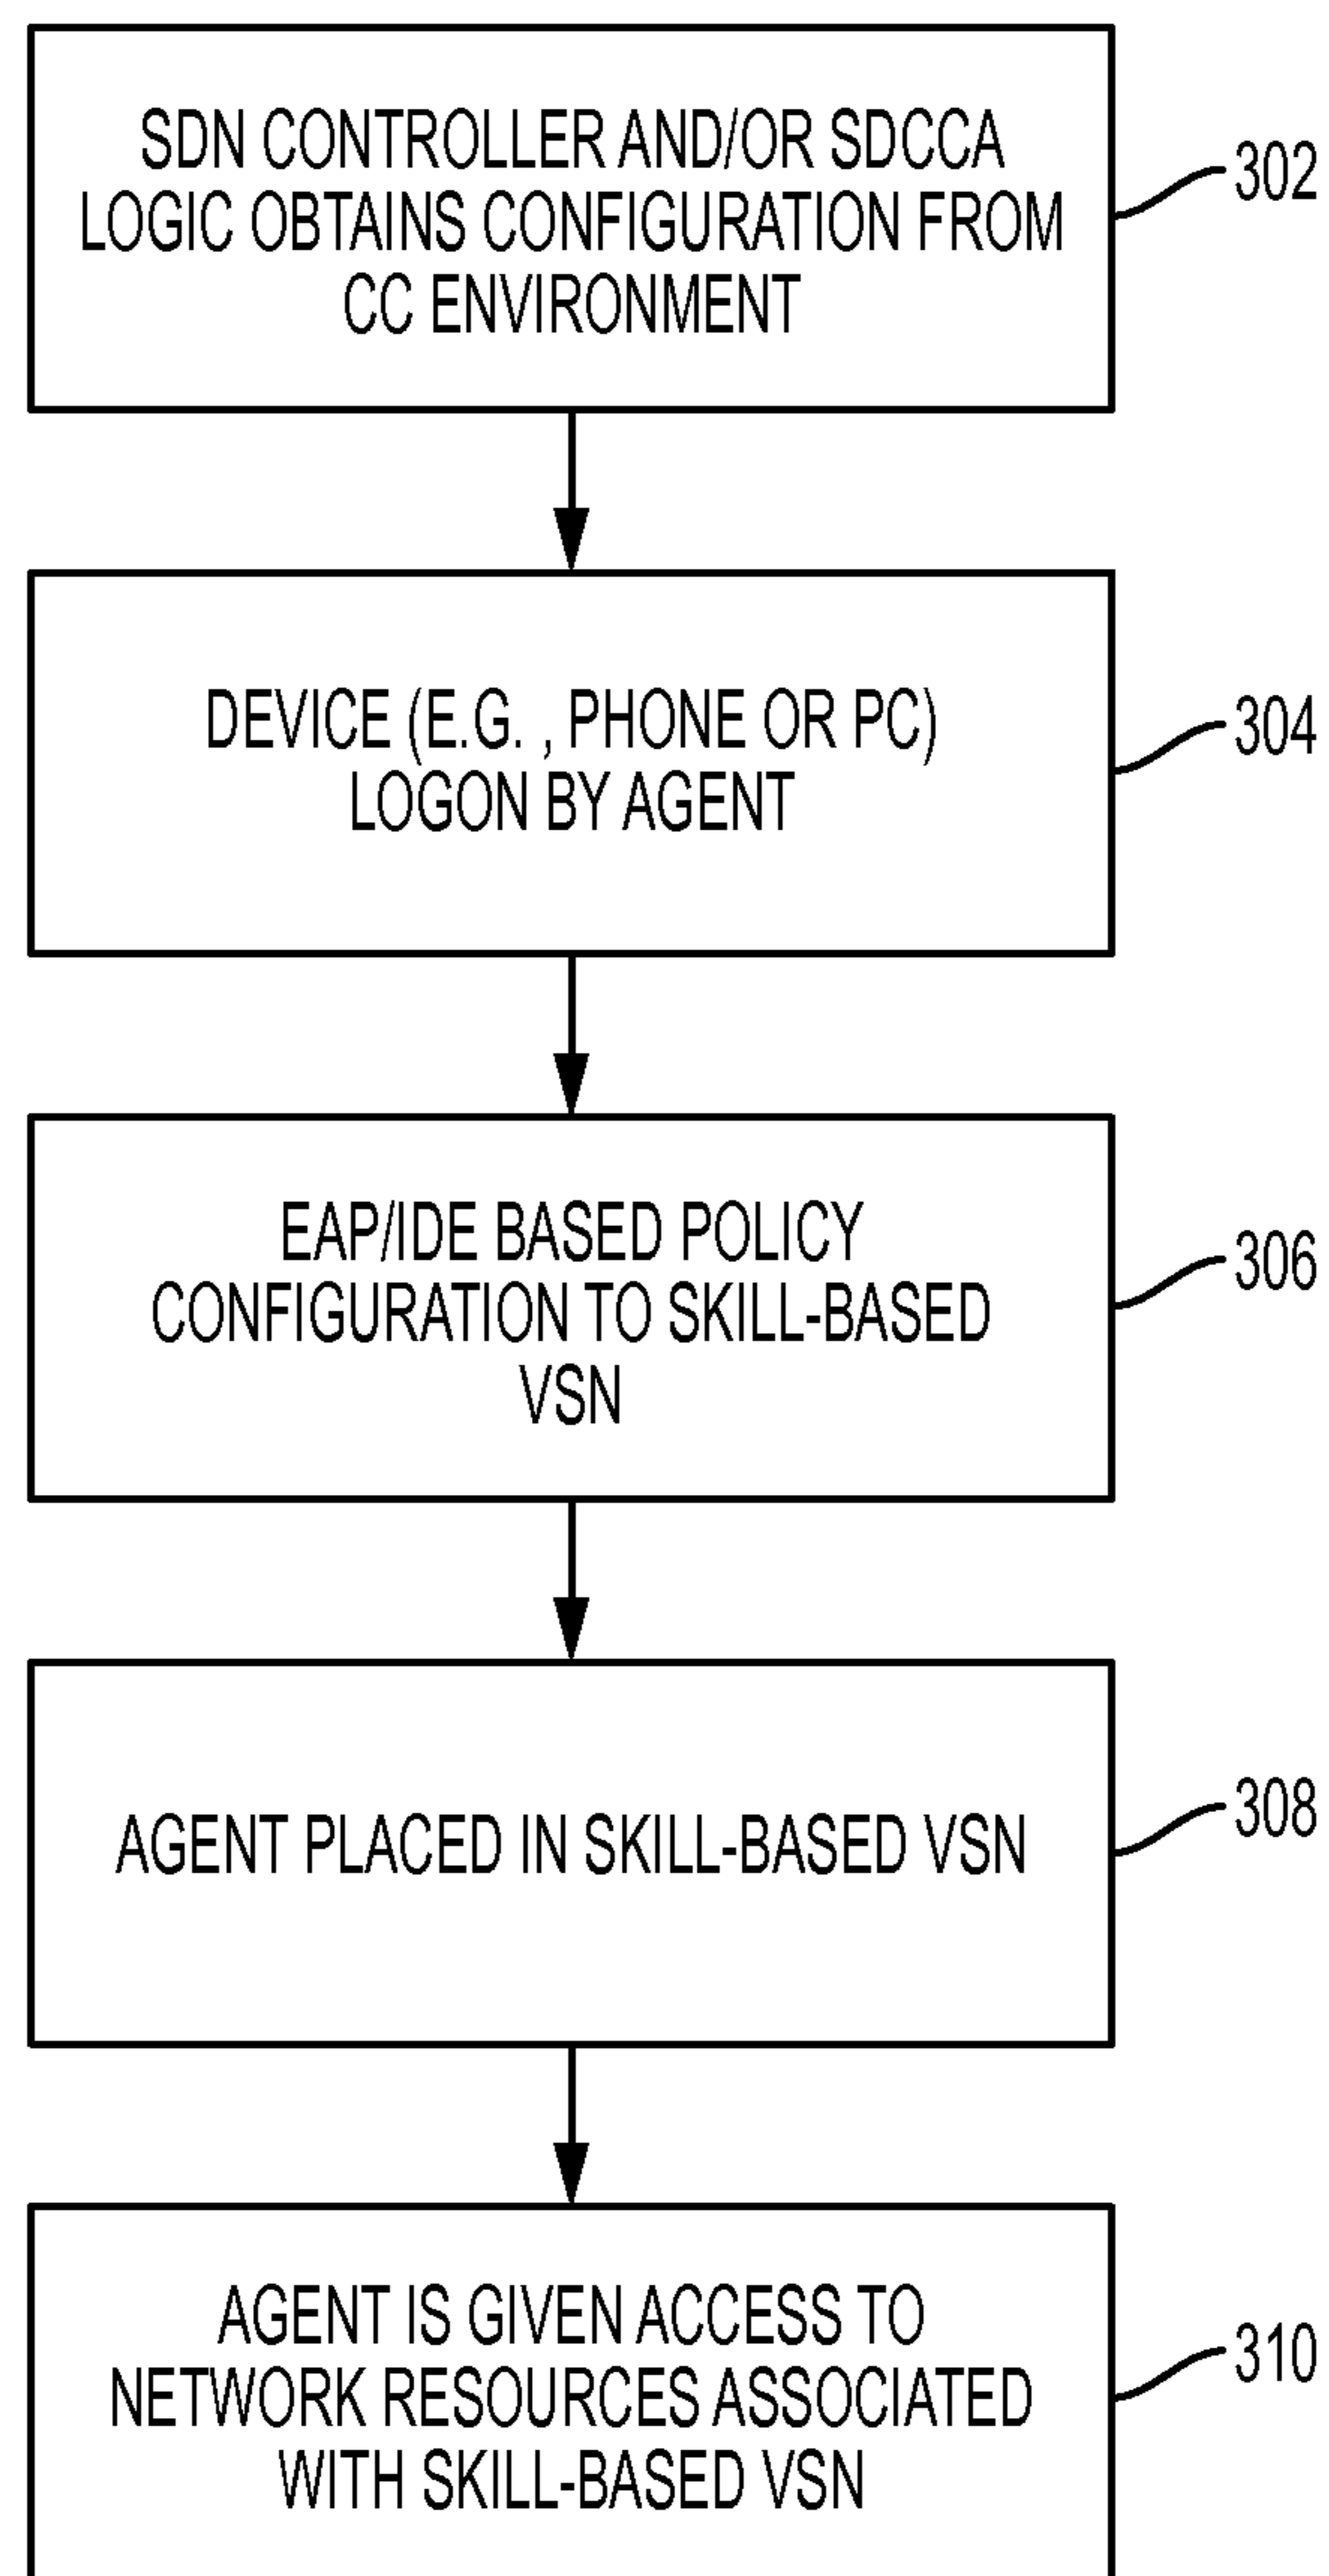 SDN CONTROLLER AND/OR SDCCA
LOGIC OBTAINS CONFIGURATION FROM
CC ENVIRONMENT
302
DEVICE (E.G. , PHONE OR PC)
LOGON BY AGENT
304
EAP/IDE BASED POLICY
CONFIGURATION TO SKILL-BASED
VSN
306
AGENT PLACED IN SKILL-BASED VSN
308
AGENT IS GIVEN ACCESS TO
NETWORK RESOURCES ASSOCIATED
WITH SKILL-BASED VSN
310